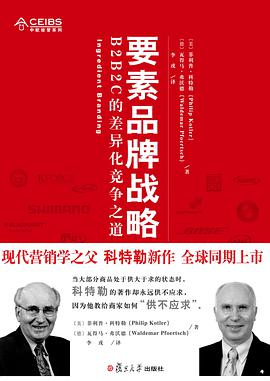 CEIBS
中欧经管系列
要素品牌战略
B2B2C的差异化竞争之道
Ingredient Branding
〔美〕菲利普·科特勒(Philip Kotler)
〔德〕瓦得马·弗沃德(Waldemar Pfoertsch)
著
李戎/译
SHIMANO
现代营销学之父 科特勒新作 全球同期上市
当大部分商品处于供大于求的状态时,
科特勒的著作却永远供不应求,
因为他教给商家如何“供不应求”。
〔美〕菲利普·科特勒(Philip Kotler)
〔德〕瓦得马·弗沃德(Waldemar Pfoertsch)
著
李 戎/译
復旦大學出版社